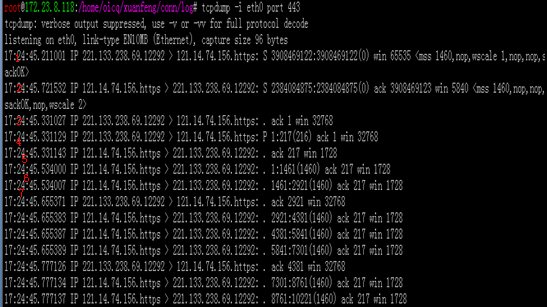 root@172.23.8.118:/home/oicq/xuanfeng/conn/log# tcpdump -i eth0 port 443
tcpdump: verbose output suppressed, use -v or -vv for full protocol decode
listening on eth0, link-type EN10MB (Ethernet), capture size 96 bytes
17:24:45.211001 IP 221.133.238.69.12292 > 121.14.74.156.https: S 3908469122:3908469122(0) win 65535 <mss 1460,nop,wscale 1,nop,nop,s
ackOK>
17:24:45.721532 IP 121.14.74.156.https > 221.133.238.69.12292: S 2384084875:2384084875(0) ack 3908469123 win 5840 <mss 1460,nop,nop,
sackOK,nop,wscale 2>
17:24:45.331027 IP 221.133.238.69.12292 > 121.14.74.156.https: . ack 1 win 32768
17:24:45.331129 IP 221.133.238.69.12292 > 121.14.74.156.https: P 1:217(216) ack 1 win 32768
17:24:45.331143 IP 121.14.74.156.https > 221.133.238.69.12292: . ack 217 win 1728
17:24:45.534000 IP 121.14.74.156.https > 221.133.238.69.12292: . 1:1461(1460) ack 217 win 1728
17:24:45.534007 IP 121.14.74.156.https > 221.133.238.69.12292: . 1461:2921(1460) ack 217 win 1728
17:24:45.655371 IP 221.133.238.69.12292 > 121.14.74.156.https: . ack 2921 win 32768
17:24:45.655383 IP 121.14.74.156.https > 221.133.238.69.12292: . 2921:4381(1460) ack 217 win 1728
17:24:45.655387 IP 121.14.74.156.https > 221.133.238.69.12292: . 4381:5841(1460) ack 217 win 1728
17:24:45.655389 IP 121.14.74.156.https > 221.133.238.69.12292: . 5841:7301(1460) ack 217 win 1728
17:24:45.777126 IP 221.133.238.69.12292 > 121.14.74.156.https: . ack 4381 win 32768
17:24:45.777134 IP 121.14.74.156.https > 221.133.238.69.12292: . 7301:8761(1460) ack 217 win 1728
17:24:45.777137 IP 121.14.74.156.https > 221.133.238.69.12292: . 8761:10221(1460) ack 217 win 1728